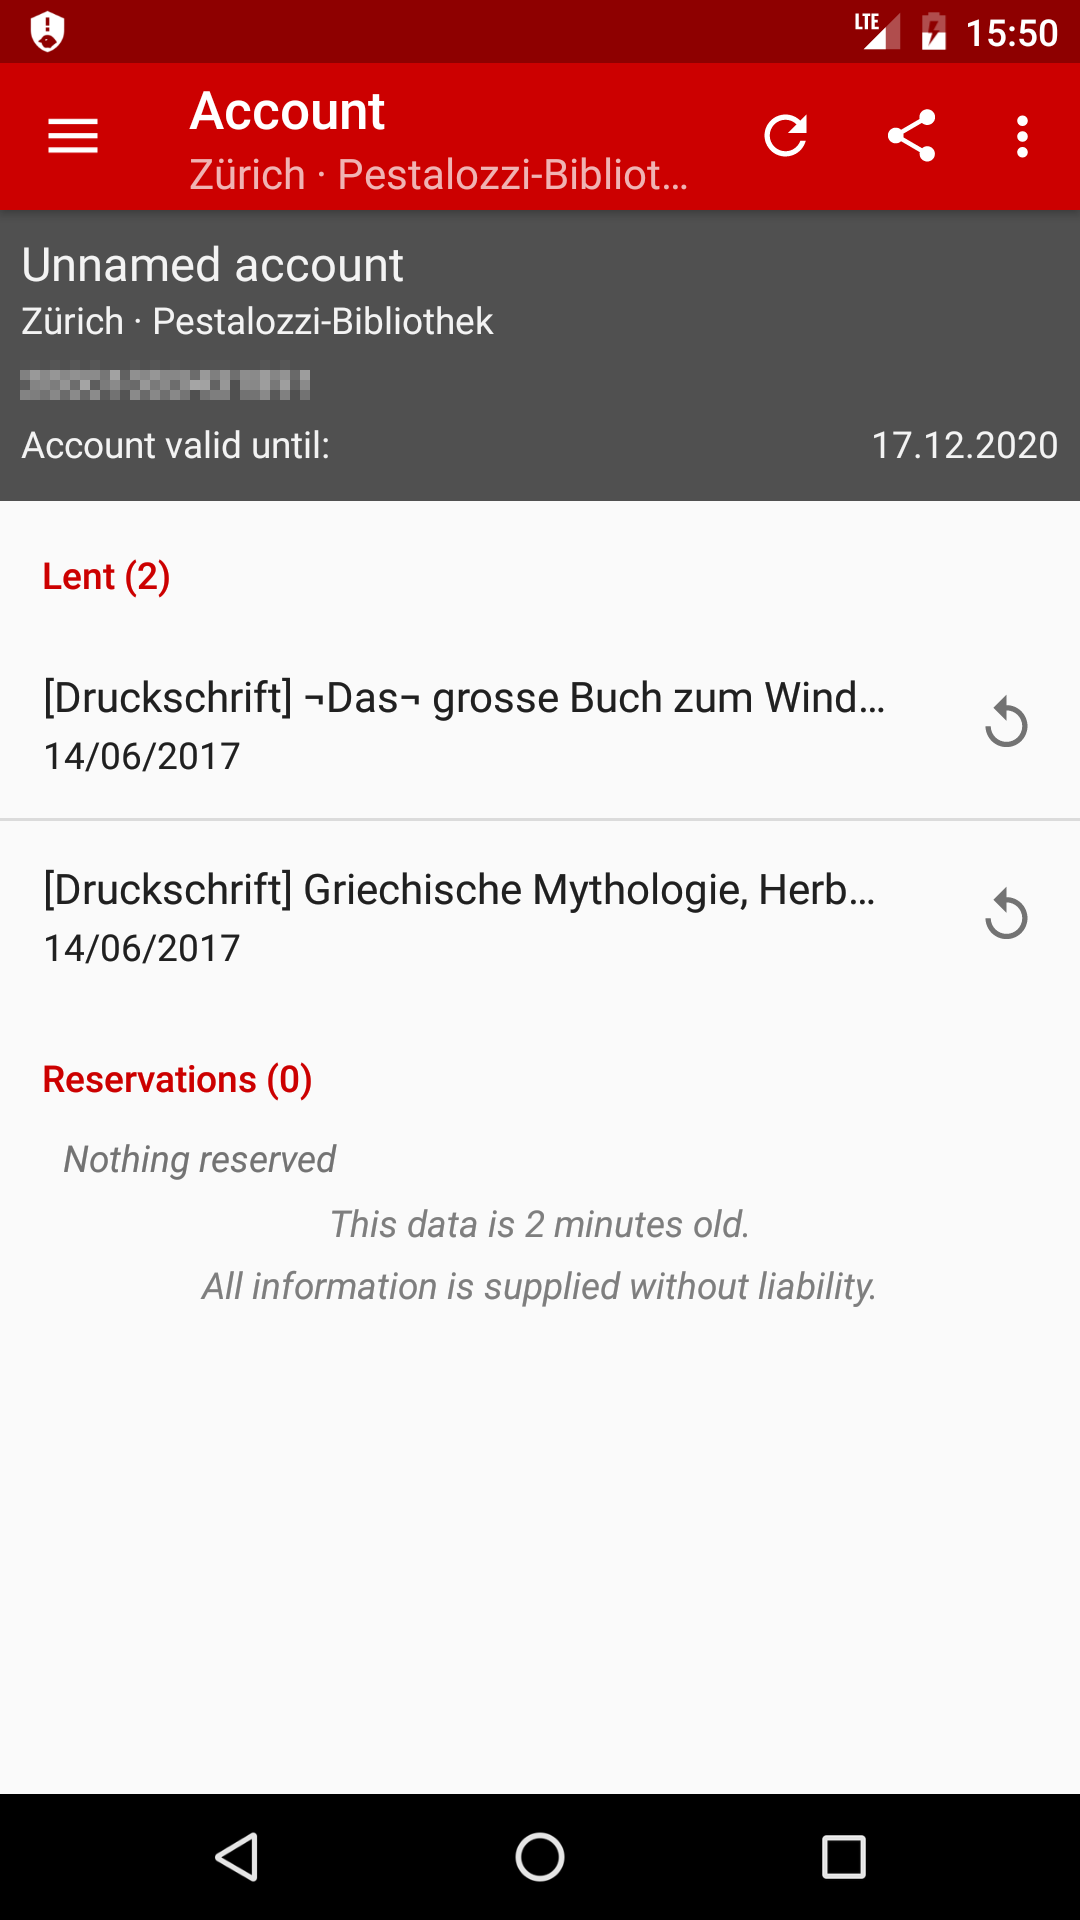 LTE 15:50
Account
Zürich · Pestalozzi-Bibliot…
Unnamed account
Zürich · Pestalozzi-Bibliothek
Account valid until: 17.12.2020
Lent (2)
[Druckschrift] ¬Das¬ grosse Buch zum Wind…
14/06/2017
[Druckschrift] Griechische Mythologie, Herb…
14/06/2017
Reservations (0)
Nothing reserved
This data is 2 minutes old.
All information is supplied without liability.